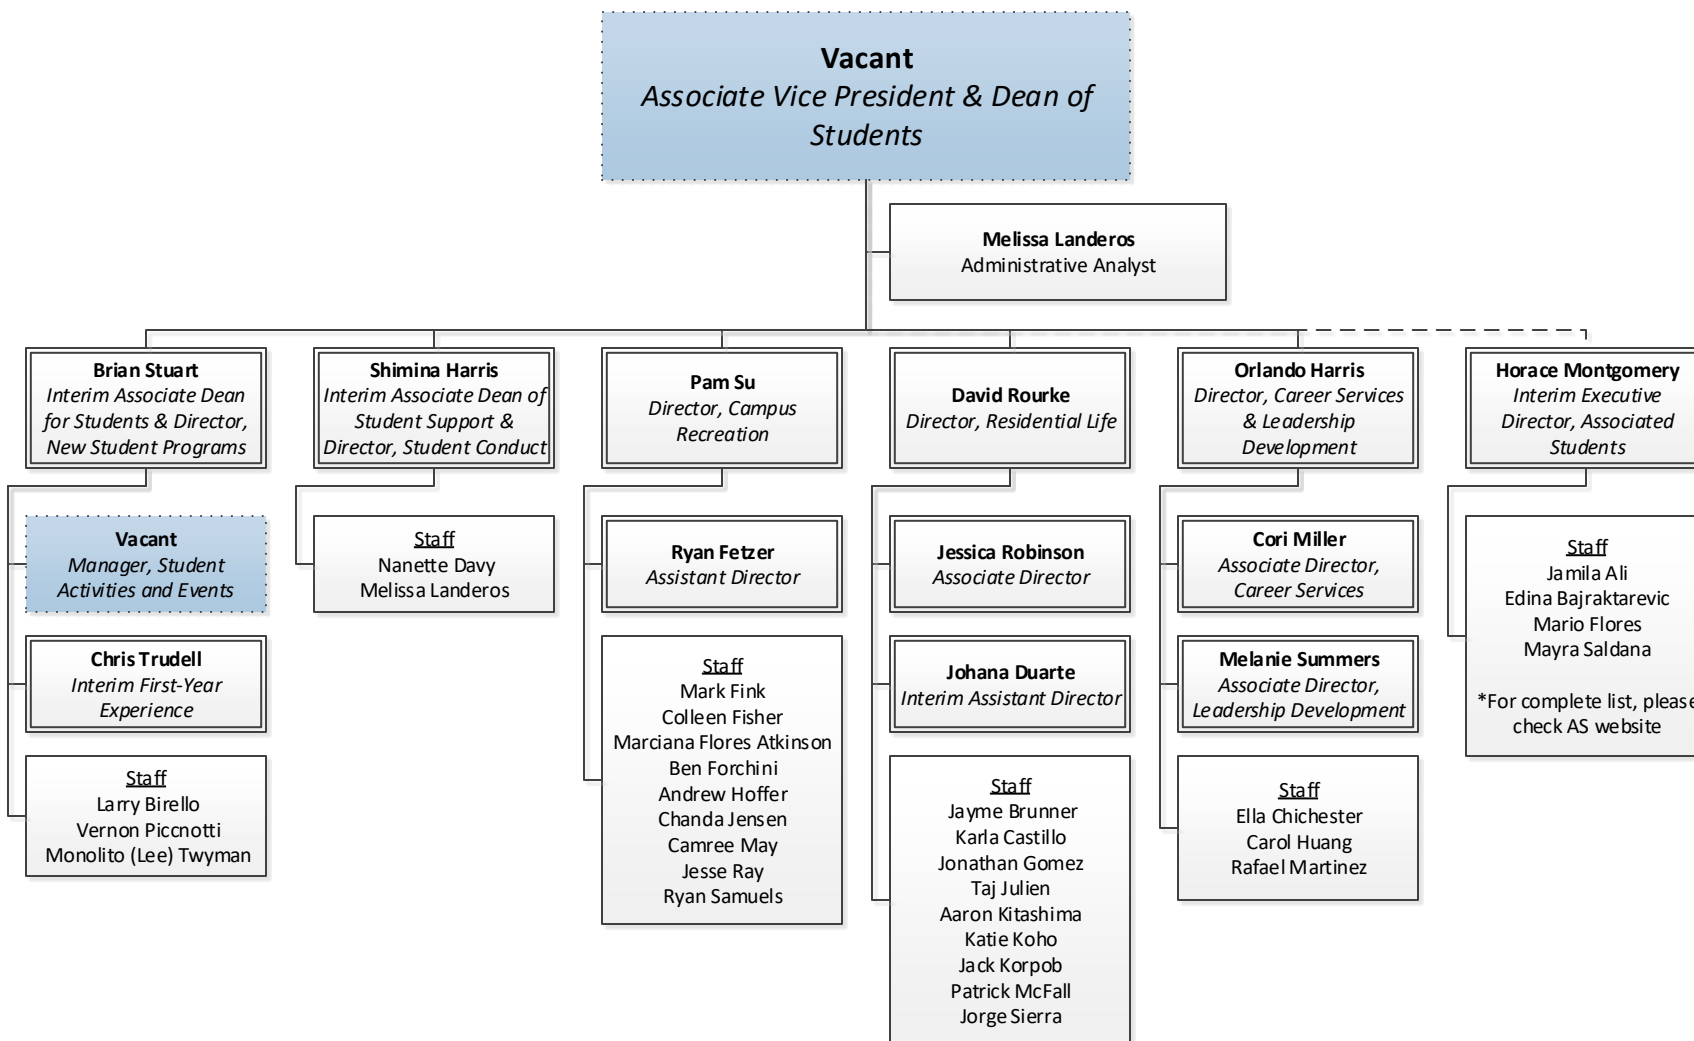 Vacant
Associate Vice President & Dean of
Students
Melissa Landeros
Administrative Analyst
Brian Stuart
Interim Associate Dean
for Students & Director,
New Student Programs
Shimina Harris
Interim Associate Dean of
Student Support &
Director, Student Conduct
Pam Su
Director, Campus
Recreation
David Rourke
Director, Residential Life
Orlando Harris
Director, Career Services
& Leadership
Development
Horace Montgomery
Interim Executive
Director, Associated
Students
Vacant
Manager, Student
Activities and Events
Chris Trudell
Interim First-Year
Experience
Staff
Larry Birello
Vernon Piccnotti
Monolito (Lee) Twyman
Staff
Nanette Davy
Melissa Landeros
Ryan Fetzer
Assistant Director
Staff
Mark Fink
Colleen Fisher
Marciana Flores Atkinson
Ben Forchini
Andrew Hoffer
Chanda Jensen
Camree May
Jesse Ray
Ryan Samuels
Jessica Robinson
Associate Director
Johana Duarte
Interim Assistant Director
Staff
Jayme Brunner
Karla Castillo
Jonathan Gomez
Taj Julien
Aaron Kitashima
Katie Koho
Jack Korpob
Patrick McFall
Jorge Sierra
Cori Miller
Associate Director,
Career Services
Melanie Summers
Associate Director,
Leadership Development
Staff
Ella Chichester
Carol Huang
Rafael Martinez
Staff
Jamila Ali
Edina Bajraktarevic
Mario Flores
Mayra Saldana
*For complete list, please
check AS website